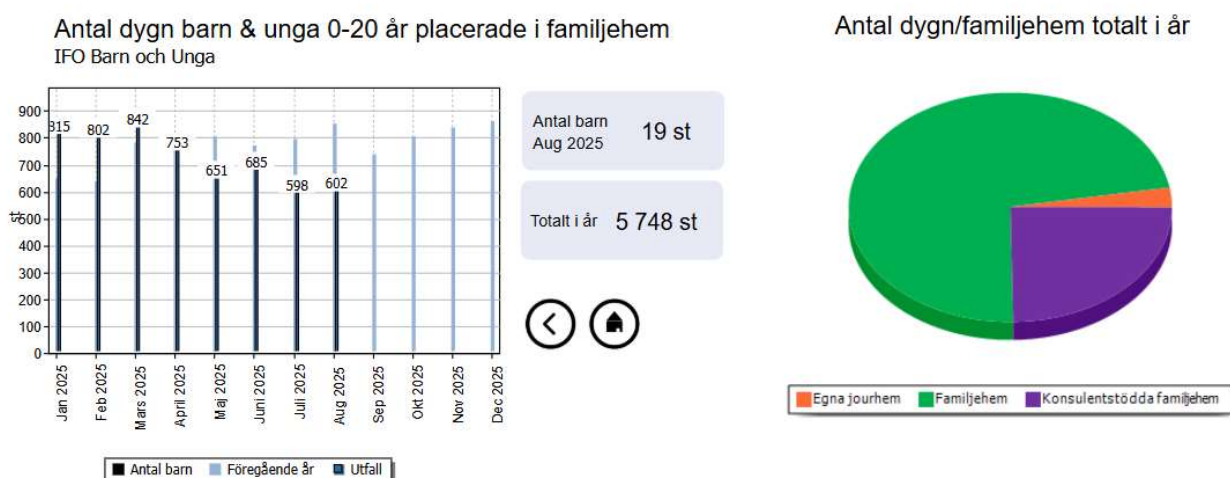 Antal dygn barn & unga 0-20 år placerade i familjehem
IFO Barn och Unga
900
800
700
600
500
400
300
200
100
0
st
815
802
842
753
651
685
598
602
Jan 2025
Feb 2025
Mars 2025
April 2025
Maj 2025
Juni 2025
Juli 2025
Aug 2025
Sep 2025
Okt 2025
Nov 2025
Dec 2025
Antal barn
Föregående år
Utfall
Antal barn
Aug 2025
19 st
Totalt i år
5 748 st
Antal dygn/familjehem totalt i år
Egna jourhem
Familjehem
Konsulentstödda familjehem